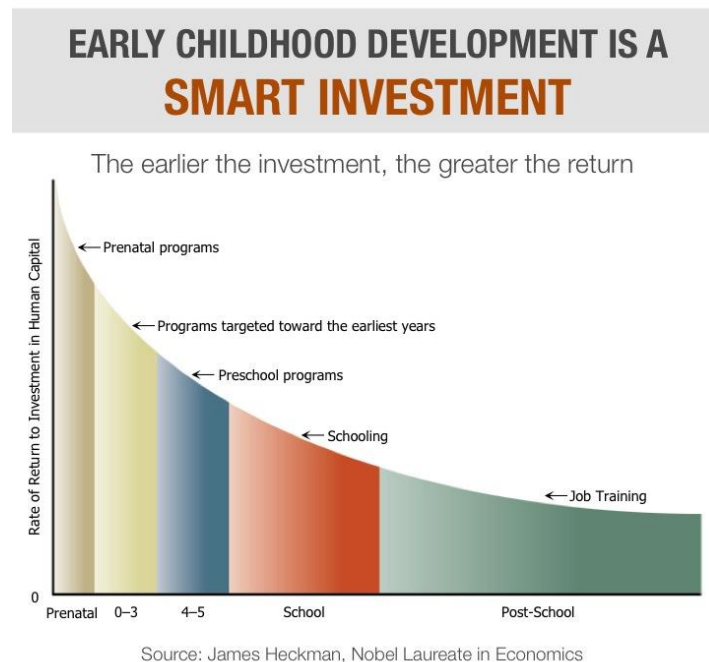 EARLY CHILDHOOD DEVELOPMENT IS A
SMART INVESTMENT
The earlier the investment, the greater the return
Rate of Return to Investment in Human Capital
Prenatal programs
Programs targeted toward the earliest years
Preschool programs
Schooling
Job Training
0
Prenatal 0–3 4–5 School Post-School
Source: James Heckman, Nobel Laureate in Economics